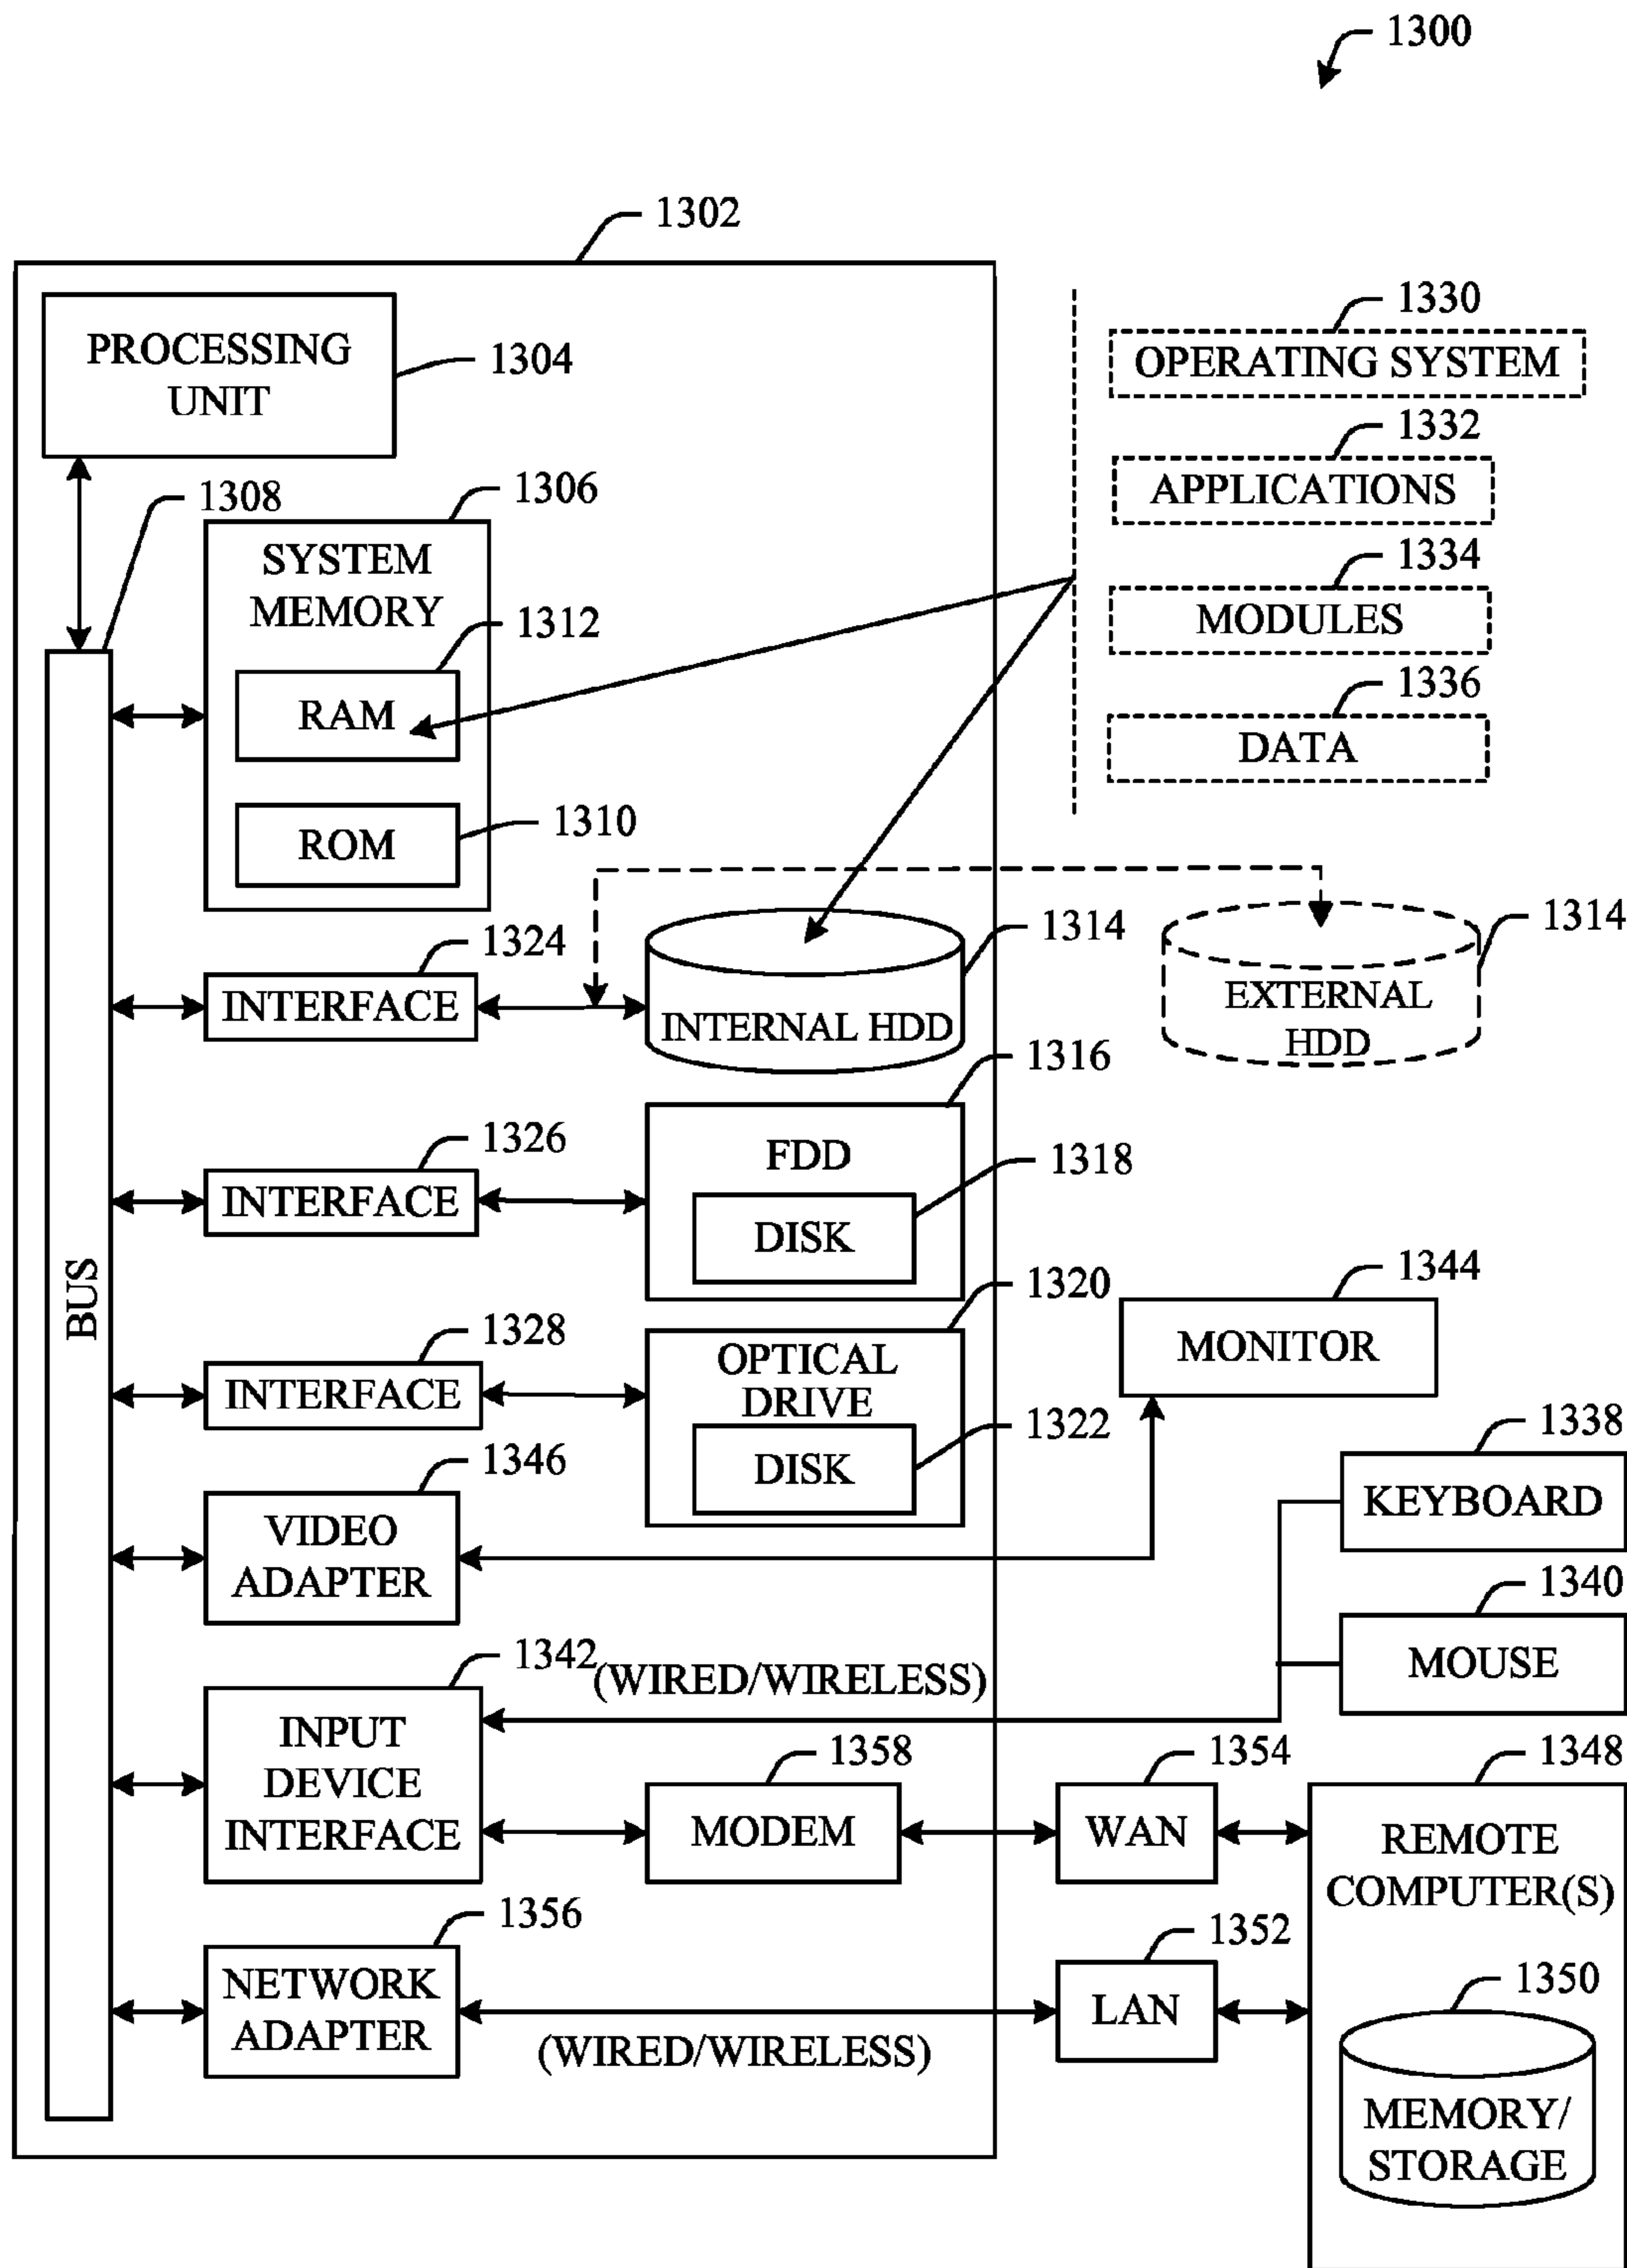 1300
1302
PROCESSING
UNIT
1304
1330
OPERATING SYSTEM
1332
APPLICATIONS
1334
MODULES
1336
DATA
1308
1306
SYSTEM
MEMORY
1312
RAM
1310
ROM
BUS
1324
INTERFACE
1314
INTERNAL HDD
1314
EXTERNAL
HDD
1316
FDD
1326
INTERFACE
1318
DISK
1320
OPTICAL
DRIVE
1328
INTERFACE
1322
DISK
1344
MONITOR
1346
VIDEO
ADAPTER
1338
KEYBOARD
1340
MOUSE
1342
(WIRED/WIRELESS)
INPUT
DEVICE
INTERFACE
1358
MODEM
1354
WAN
1348
REMOTE
COMPUTER(S)
1356
NETWORK
ADAPTER
(WIRED/WIRELESS)
1352
LAN
1350
MEMORY/
STORAGE